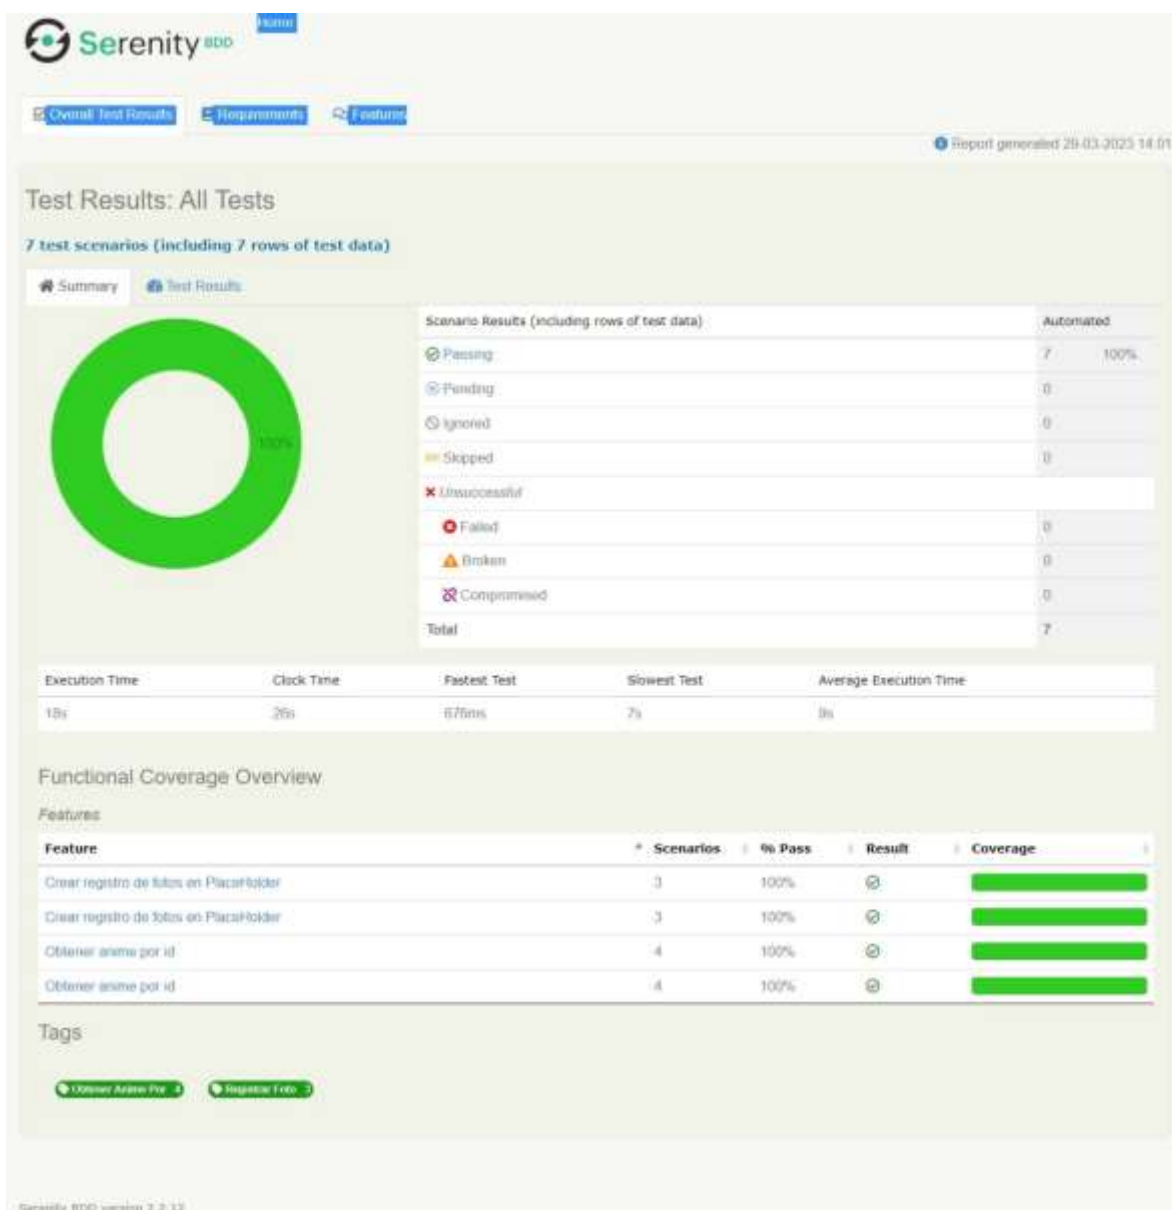 Serenity BDD
Home
Overall Test Results Requirements Features
Report generated 29-03-2023 14:01
Test Results: All Tests
7 test scenarios (including 7 rows of test data)
Summary Test Results
100%
Scenario Results (including rows of test data) Automated
Passing 7 100%
Pending 0
Ignored 0
Skipped 0
Unsuccessful
Failed 0
Broken 0
Compromised 0
Total 7
Execution Time Clock Time Fastest Test Slowest Test Average Execution Time
18s 26s 676ms 7s
Functional Coverage Overview
Features
Feature Scenarios % Pass Result Coverage
Crear registro de fotos en PlaceHolder 3 100%
Crear registro de fotos en PlaceHolder 3 100%
Obtener anime por id 4 100%
Obtener anime por id 4 100%
Tags
Obtener Anime Por 4 Registrar Foto 3
Serenity BDD version